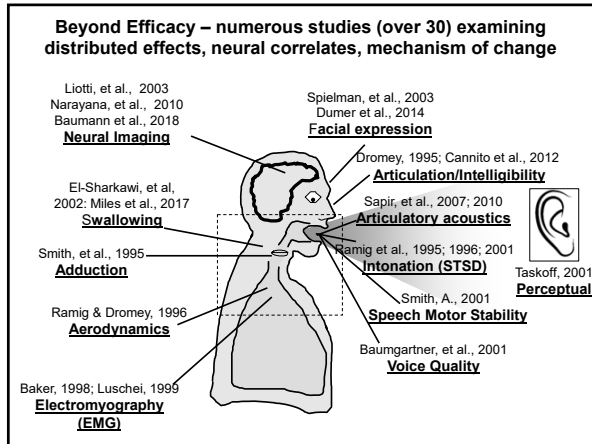 Beyond Efficacy – numerous studies (over 30) examining
distributed effects, neural correlates, mechanism of change
Liotti, et al., 2003
Narayana, et al., 2010
Baumann et al., 2018
Neural Imaging
Spielman, et al., 2003
Dumer et al., 2014
Facial expression
Dromey, 1995; Cannito et al., 2012
Articulation/Intelligibility
El-Sharkawi, et al,
2002: Miles et al., 2017
Swallowing
Sapir, et al., 2007; 2010
Articulatory acoustics
Smith, et al., 1995
Adduction
Ramig et al., 1995; 1996; 2001
Intonation (STSD)
Taskoff, 2001
Perceptual
Ramig & Dromey, 1996
Aerodynamics
Smith, A., 2001
Speech Motor Stability
Baumgartner, et al., 2001
Voice Quality
Baker, 1998; Luschei, 1999
Electromyography
(EMG)